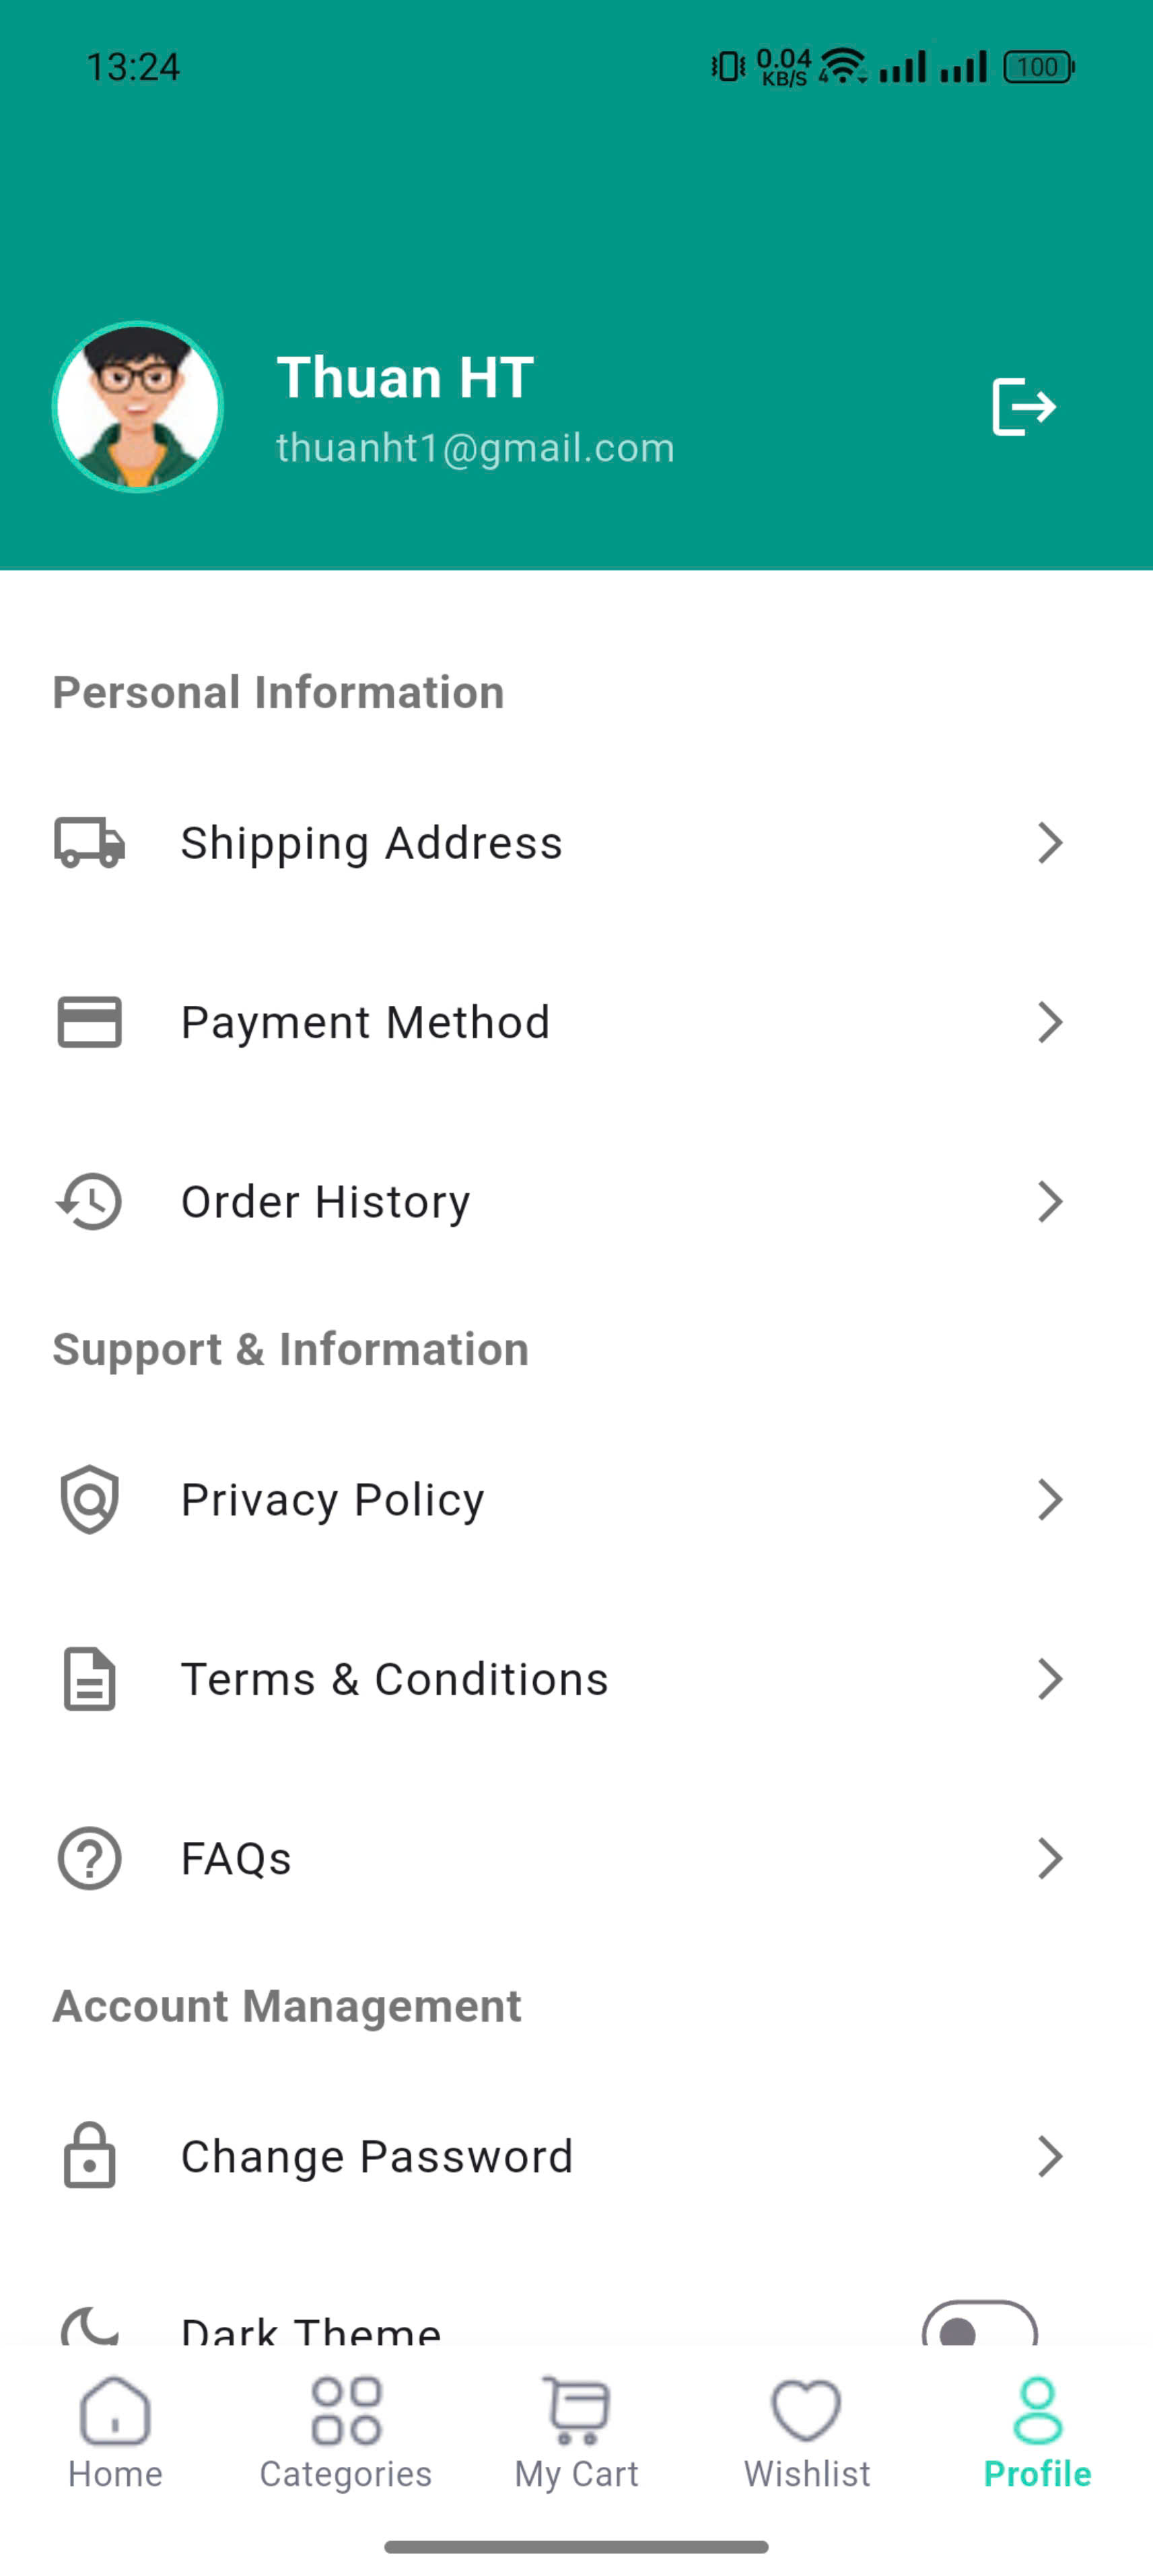 13:24
0.04
KB/S
4
100
Thuan HT
thuanht1@gmail.com
Personal Information
Shipping Address
Payment Method
Order History
Support & Information
Privacy Policy
Terms & Conditions
FAQs
Account Management
Change Password
Dark Theme
Home
Categories
My Cart
Wishlist
Profile